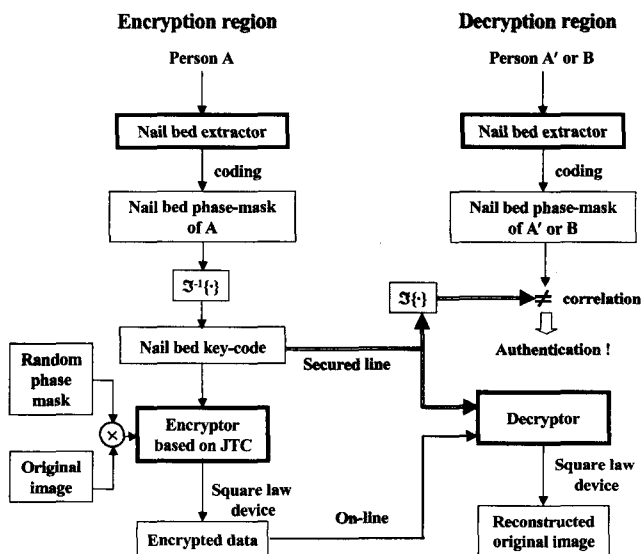 Encryption region
Decryption region
Person A
Person A′ or B
Nail bed extractor
Nail bed extractor
coding
coding
Nail bed phase-mask
of A
Nail bed phase-mask
of A′ or B
ℑ⁻¹{·}
ℑ{·}
≠ correlation
Authentication !
Nail bed key-code
Secured line
Random
phase
mask
×
Original
image
Encryptor
based on JTC
Decryptor
Square law
device
Square law
device
On-line
Encrypted data
Reconstructed
original image